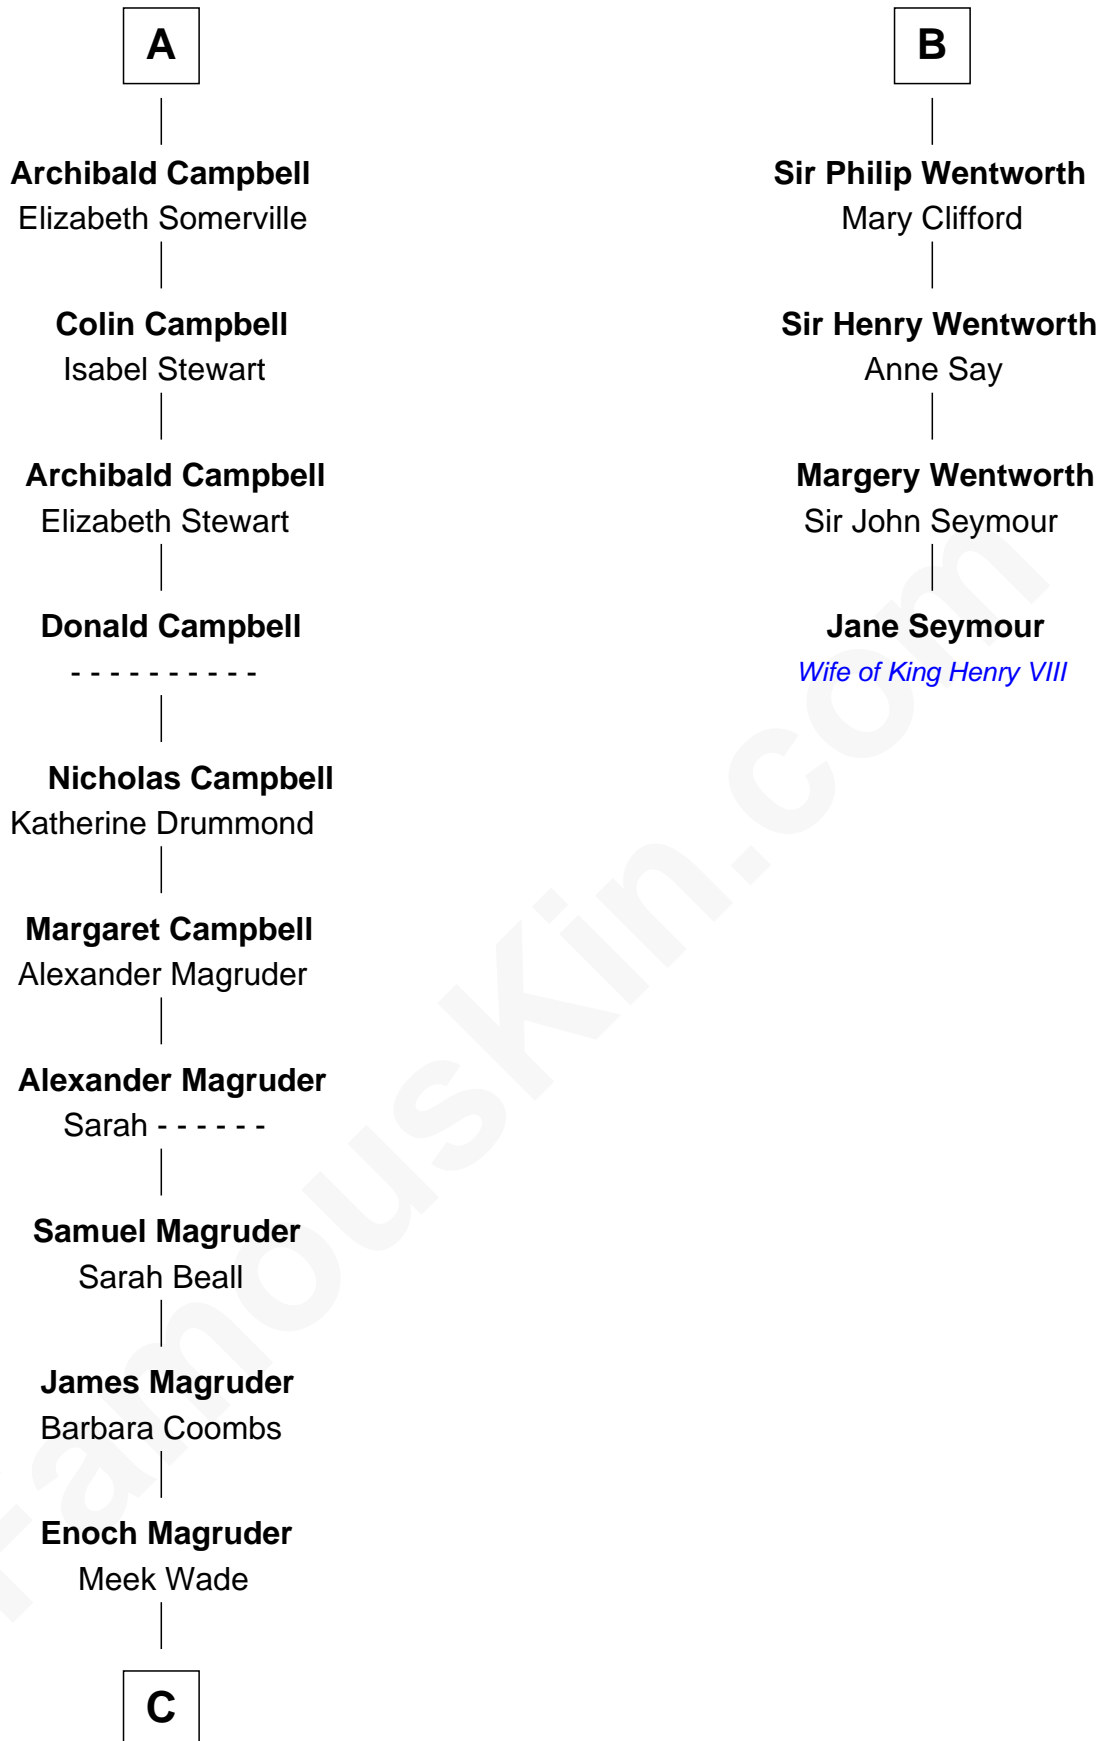 A
Archibald Campbell
Elizabeth Somerville
Colin Campbell
Isabel Stewart
Archibald Campbell
Elizabeth Stewart
Donald Campbell
- - - - - - - - - -
Nicholas Campbell
Katherine Drummond
Margaret Campbell
Alexander Magruder
Alexander Magruder
Sarah - - - - - -
Samuel Magruder
Sarah Beall
James Magruder
Barbara Coombs
Enoch Magruder
Meek Wade
C
B
Sir Philip Wentworth
Mary Clifford
Sir Henry Wentworth
Anne Say
Margery Wentworth
Sir John Seymour
Jane Seymour
Wife of King Henry VIII
FamousKin.com